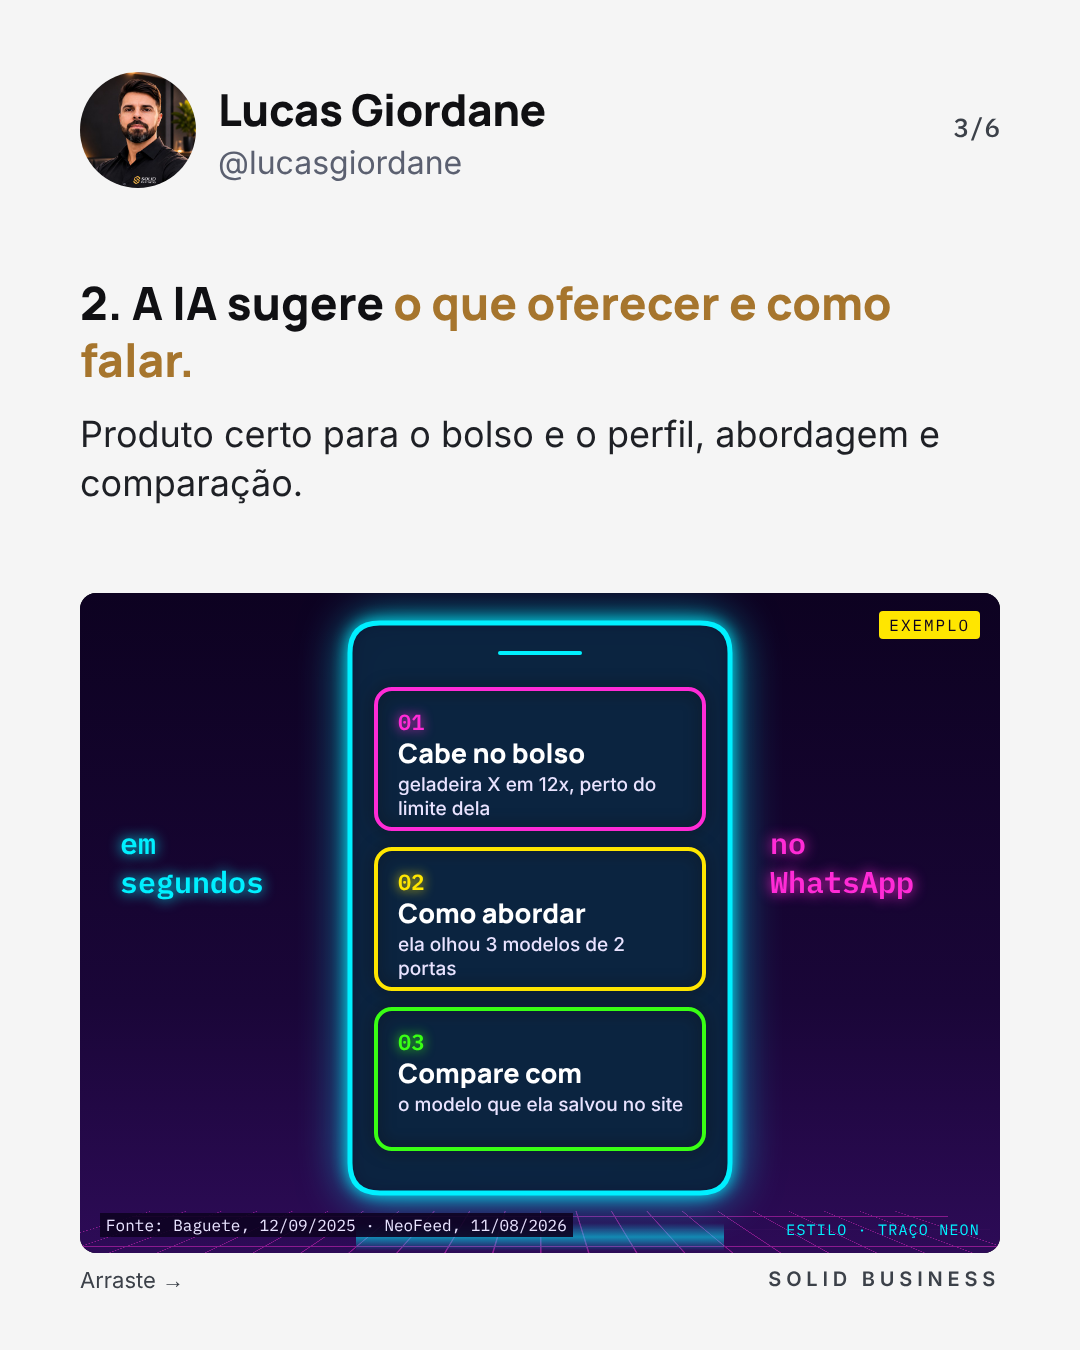 Lucas Giordane
@lucasgiordane
3/6
2. A IA sugere o que oferecer e como
falar.
Produto certo para o bolso e o perfil, abordagem e
comparação.
EXEMPLO
01
Cabe no bolso
geladeira X em 12x, perto do
limite dela
em
segundos
no
WhatsApp
02
Como abordar
ela olhou 3 modelos de 2
portas
03
Compare com
o modelo que ela salvou no site
Fonte: Baguete, 12/09/2025 · NeoFeed, 11/08/2026
ESTILO · TRAÇO NEON
Arraste →
SOLID BUSINESS